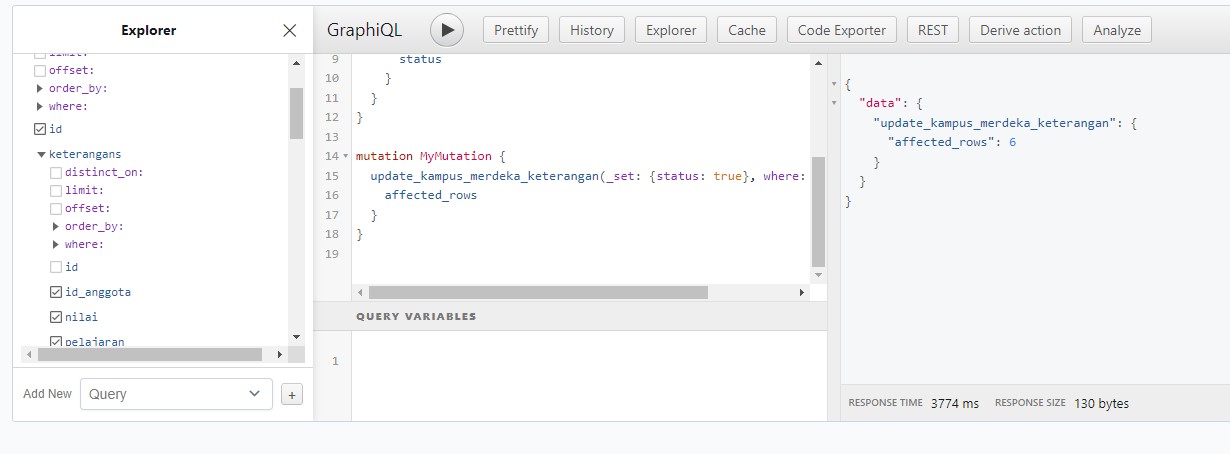 Explorer
GraphiQL
Prettify
History
Explorer
Cache
Code Exporter
REST
Derive action
Analyze
limit:
offset:
order_by:
where:
id
keterangans
distinct_on:
limit:
offset:
order_by:
where:
id
id_anggota
nilai
pelajaran
Add New
Query
+
9 status
10 }
11 }
12 }
13
14 mutation MyMutation {
15 update_kampus_merdeka_keterangan(_set: {status: true}, where:
16 affected_rows
17 }
18 }
19
QUERY VARIABLES
1
{
"data": {
"update_kampus_merdeka_keterangan": {
"affected_rows": 6
}
}
}
RESPONSE TIME 3774 ms RESPONSE SIZE 130 bytes